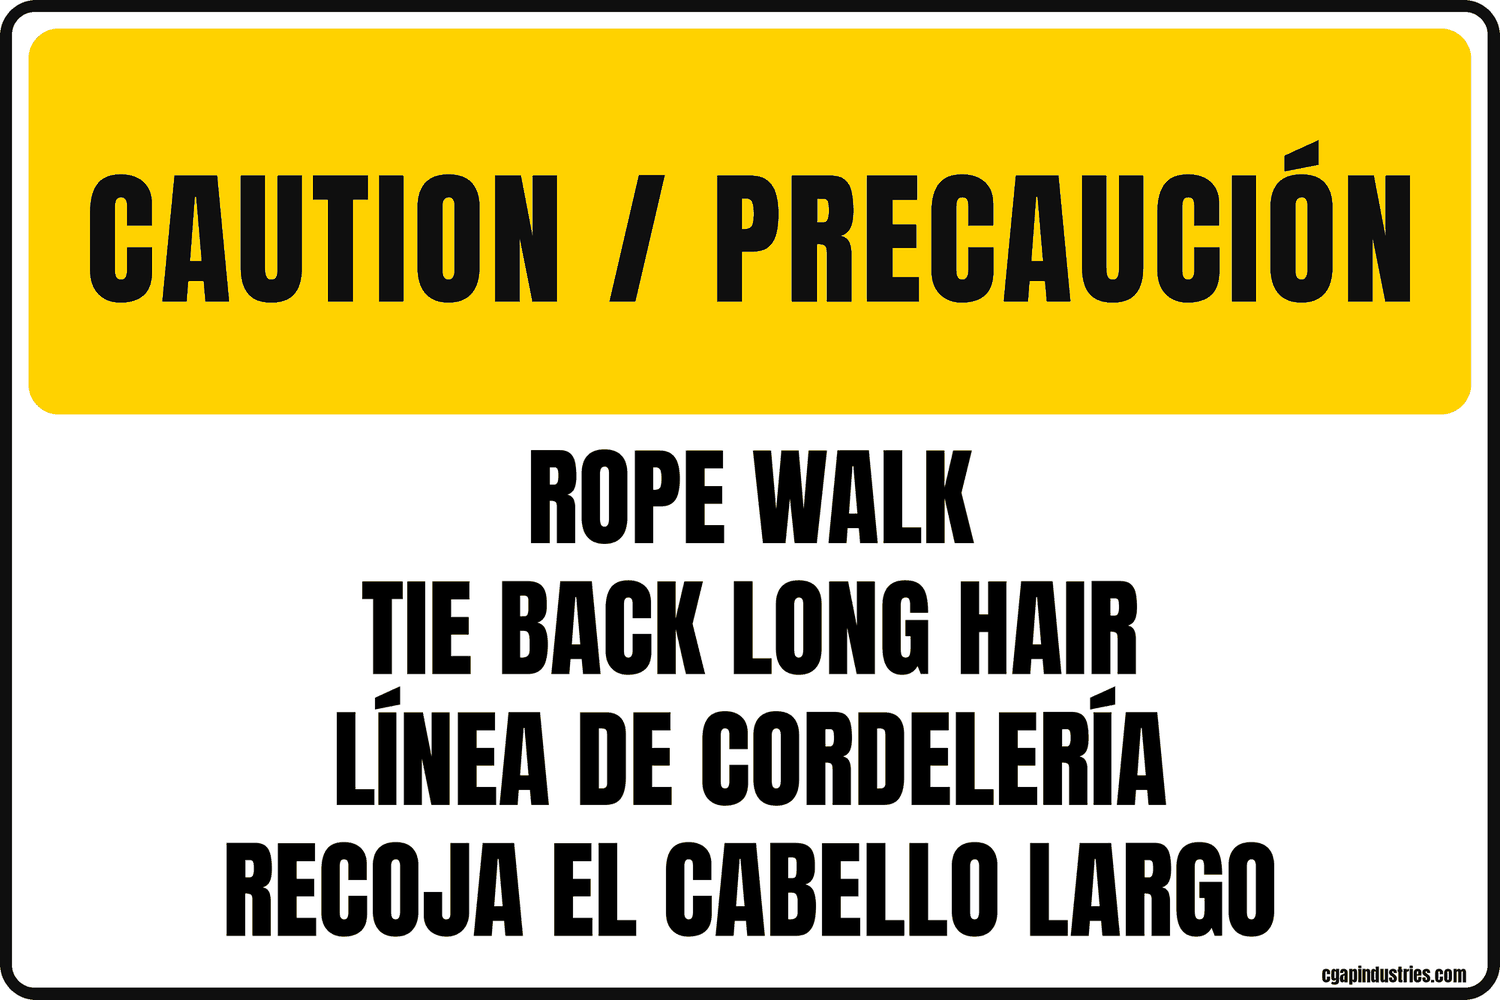 CAUTION / PRECAUCIÓN
ROPE WALK
TIE BACK LONG HAIR
LÍNEA DE CORDELERÍA
RECOJA EL CABELLO LARGO
cgapindustries.com